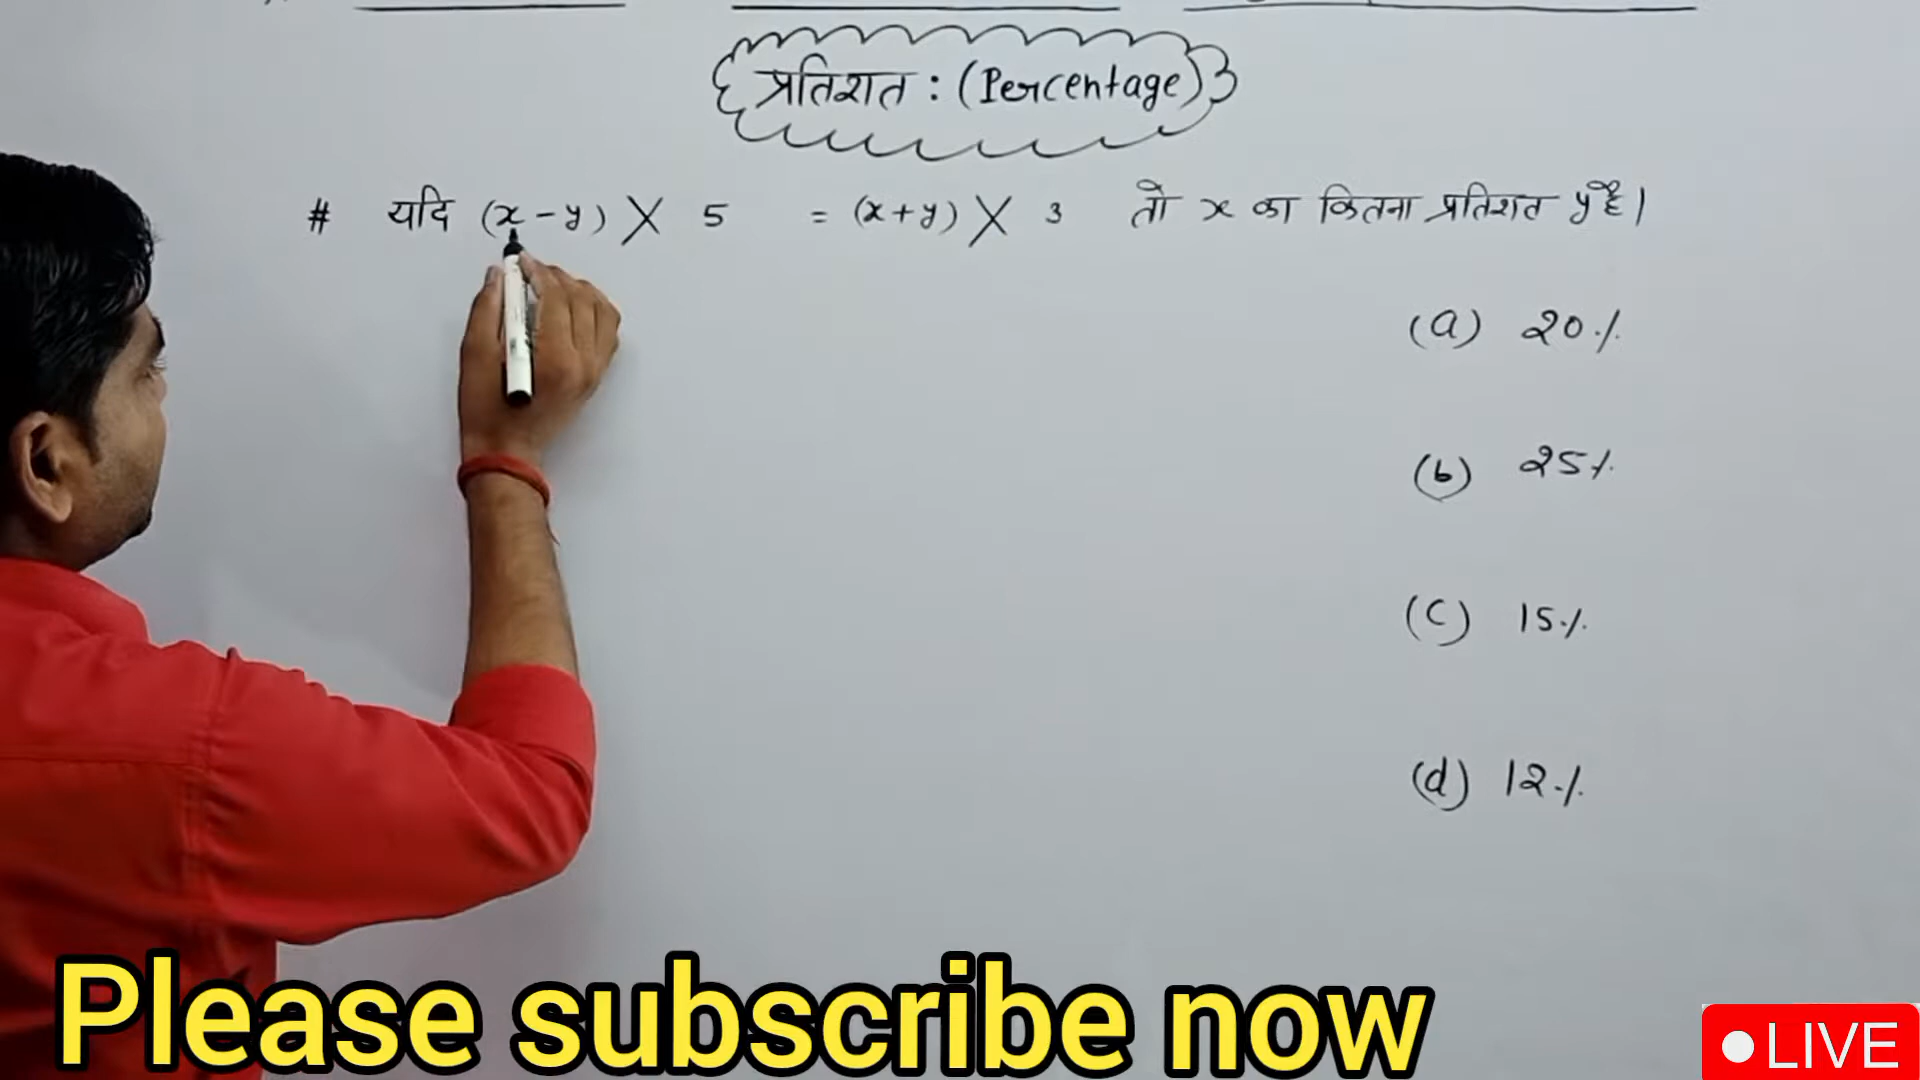 प्रतिशत : (Percentage)
# यदि (x-y) X 5 = (x+y) X 3 तो x का कितना प्रतिशत y है।
(a) 20%
(b) 25%
(c) 15%
(d) 12%
Please subscribe now
LIVE